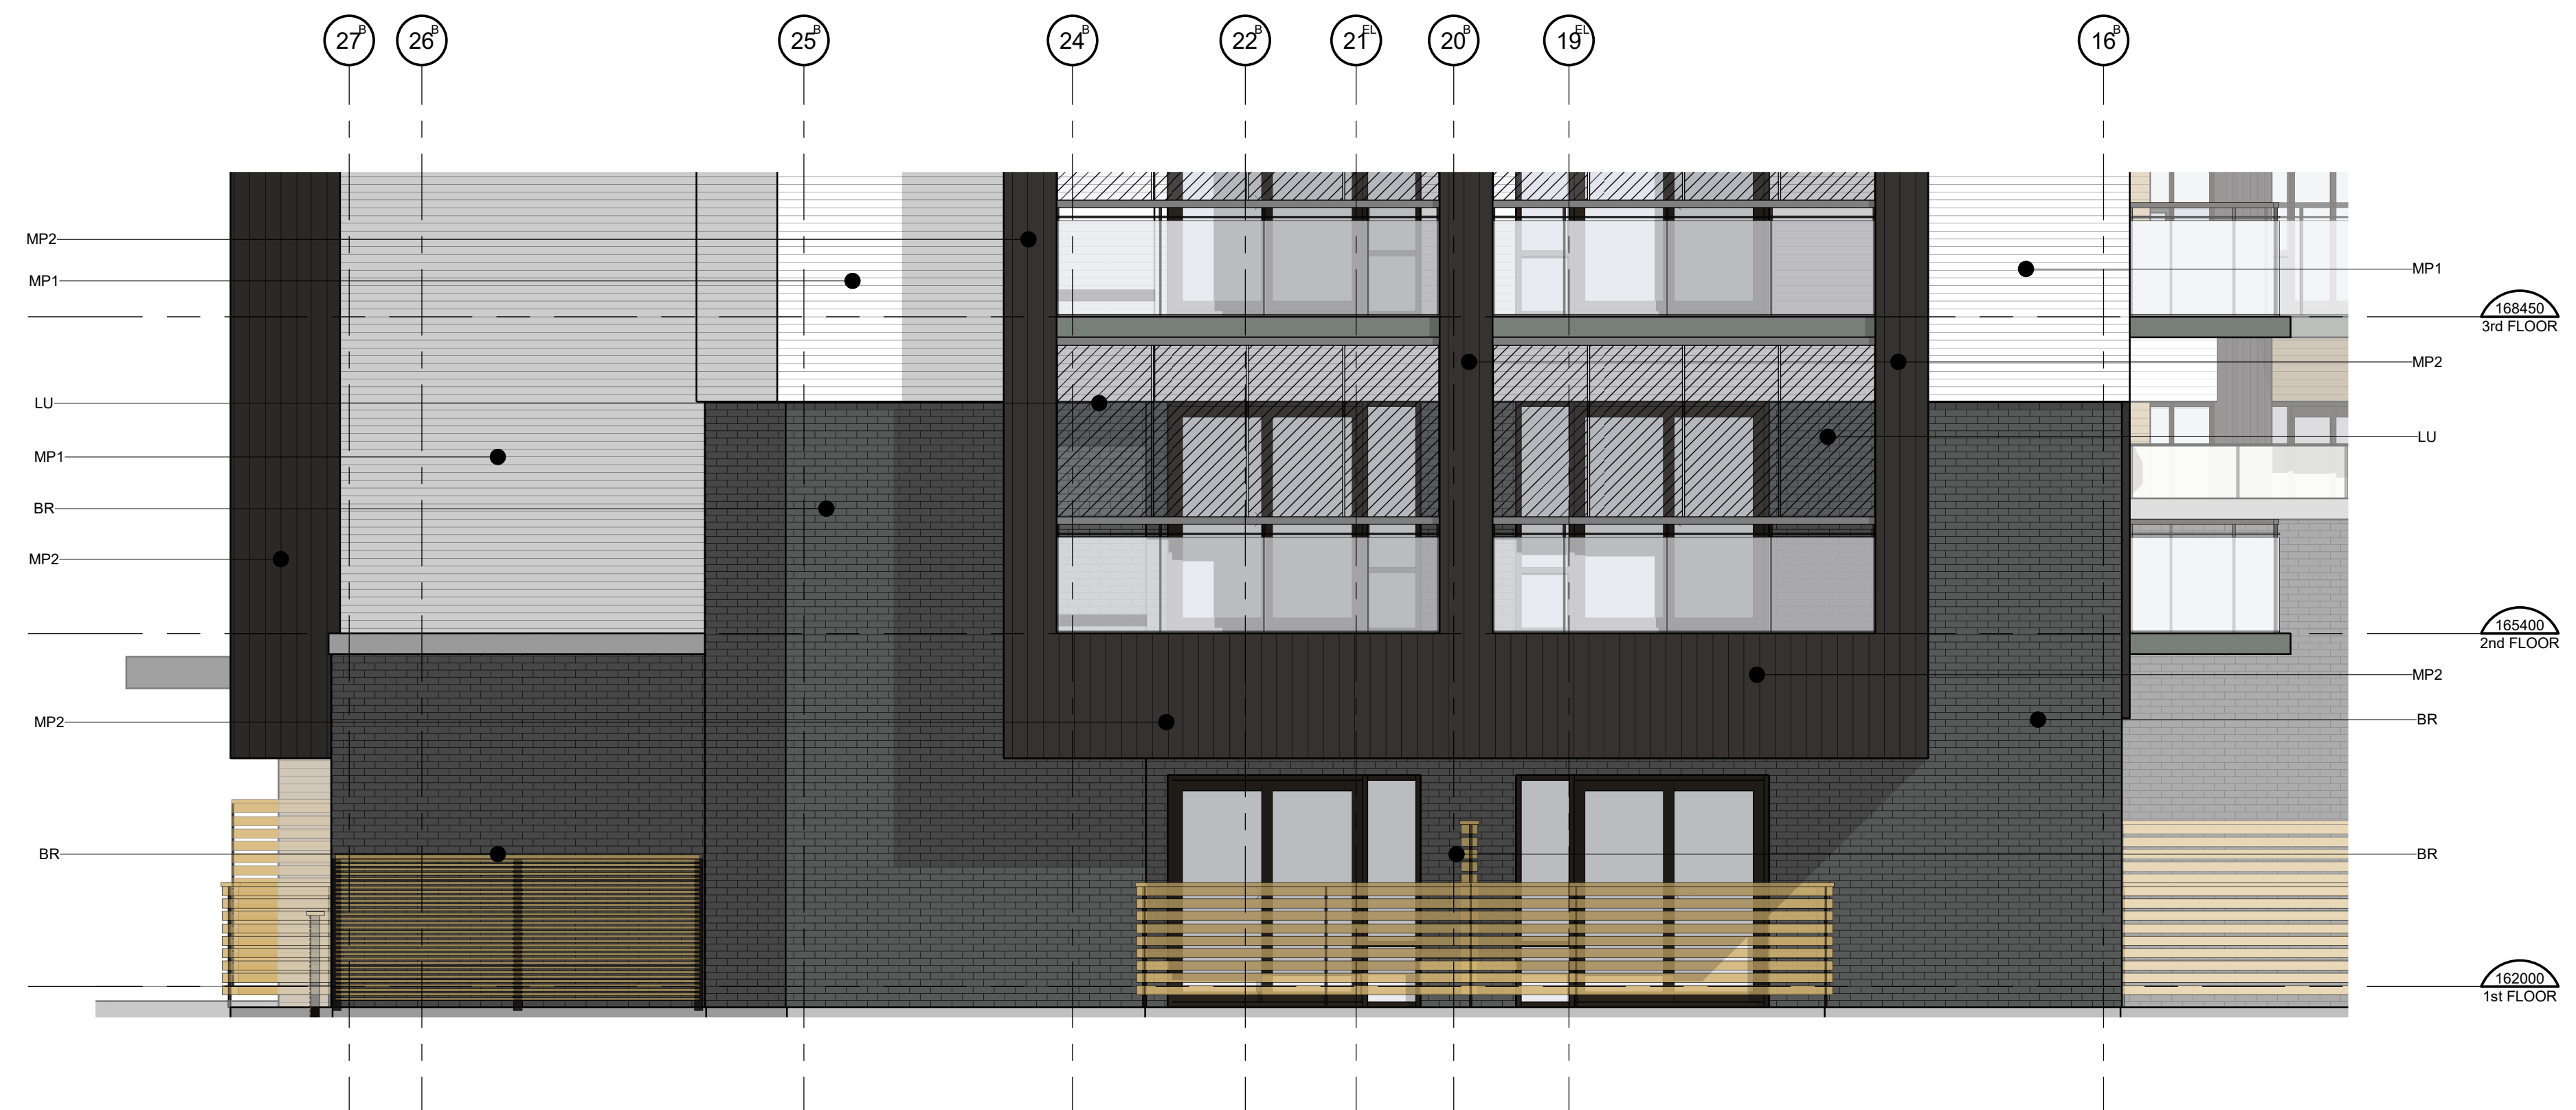 27B 26B 25B 24B 22B 21EL 20B 19EL 16B
MP2
MP1
MP1
168450
3rd FLOOR
MP2
LU
LU
MP1
BR
MP2
165400
2nd FLOOR
MP2
BR
MP2
BR
BR
162000
1st FLOOR